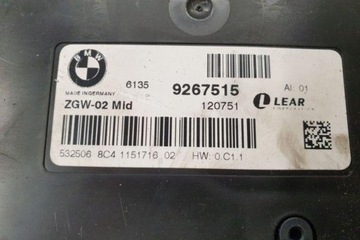 BMW
MADE IN GERMANY
6135 9267515 AI. 01
ZGW-02 Mid 120751 LEAR
CORPORATION
532506 8C4 1151716 02 HW: 0.C1.1